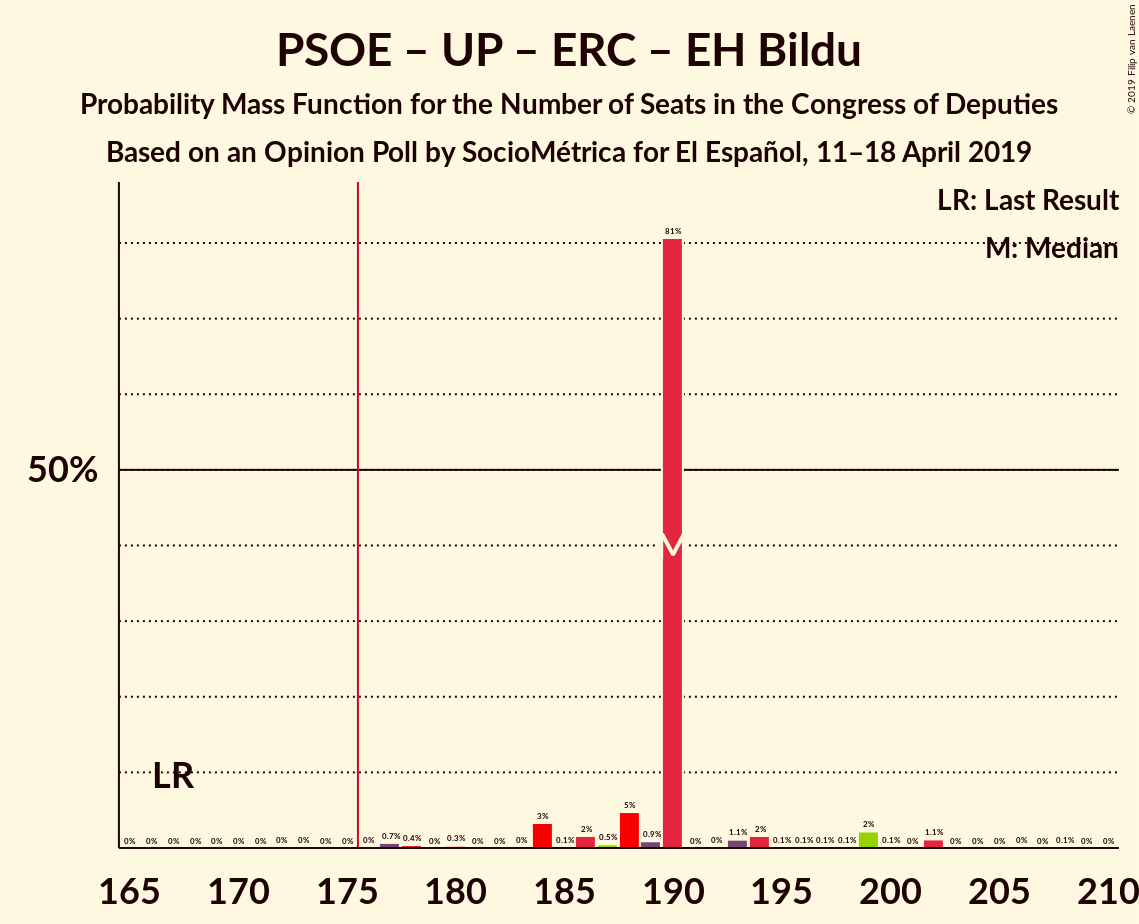 PSOE – UP – ERC – EH Bildu
Probability Mass Function for the Number of Seats in the Congress of Deputies
Based on an Opinion Poll by SocioMétrica for El Español, 11–18 April 2019
© 2019 Filip van Laenen
LR: Last Result
M: Median
81%
50%
M
LR
0% 0% 0% 0% 0% 0% 0% 0% 0% 0% 0% 0% 0.7% 0.4% 0% 0.3% 0% 0% 0% 3% 0.1% 2% 0.5% 5% 0.9% 0% 0% 1.1% 2% 0.1% 0.1% 0.1% 0.1% 2% 0.1% 0% 1.1% 0% 0% 0% 0% 0% 0.1% 0% 0%
165 170 175 180 185 190 195 200 205 210